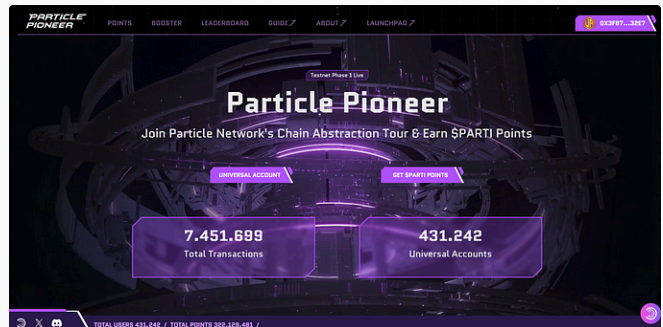 PARTICLE
PIONEER
POINTS
BOOSTER
LEADERBOARD
GUIDE
ABOUT
LAUNCHPAD
0X3F87...32E7
Testnet Phase 1 Live
Particle Pioneer
Join Particle Network's Chain Abstraction Tour & Earn $PARTI Points
UNIVERSAL ACCOUNT
GET $PARTI POINTS
7.451.699
Total Transactions
431.242
Universal Accounts
TOTAL USERS 431.242 / TOTAL POINTS 322.125.481 /